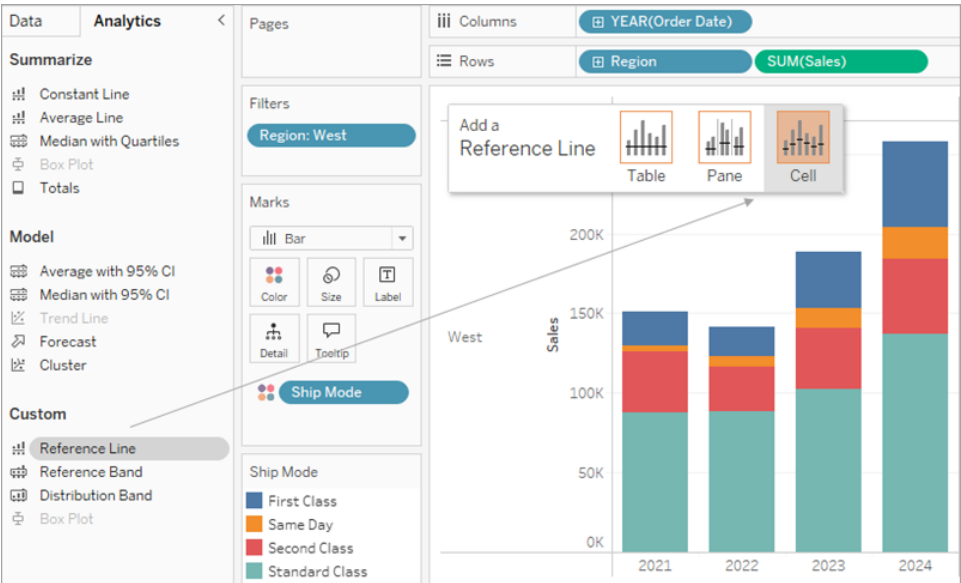 Data
Analytics
Summarize
Constant Line
Average Line
Median with Quartiles
Box Plot
Totals
Model
Average with 95% CI
Median with 95% CI
Trend Line
Forecast
Cluster
Custom
Reference Line
Reference Band
Distribution Band
Box Plot
Pages
Filters
Region: West
Marks
Bar
Color
Size
Label
Detail
Tooltip
Ship Mode
Ship Mode
First Class
Same Day
Second Class
Standard Class
Columns
YEAR(Order Date)
Rows
Region
SUM(Sales)
Add a
Reference Line
Table
Pane
Cell
West
Sales
200K
150K
100K
50K
0K
2021
2022
2023
2024